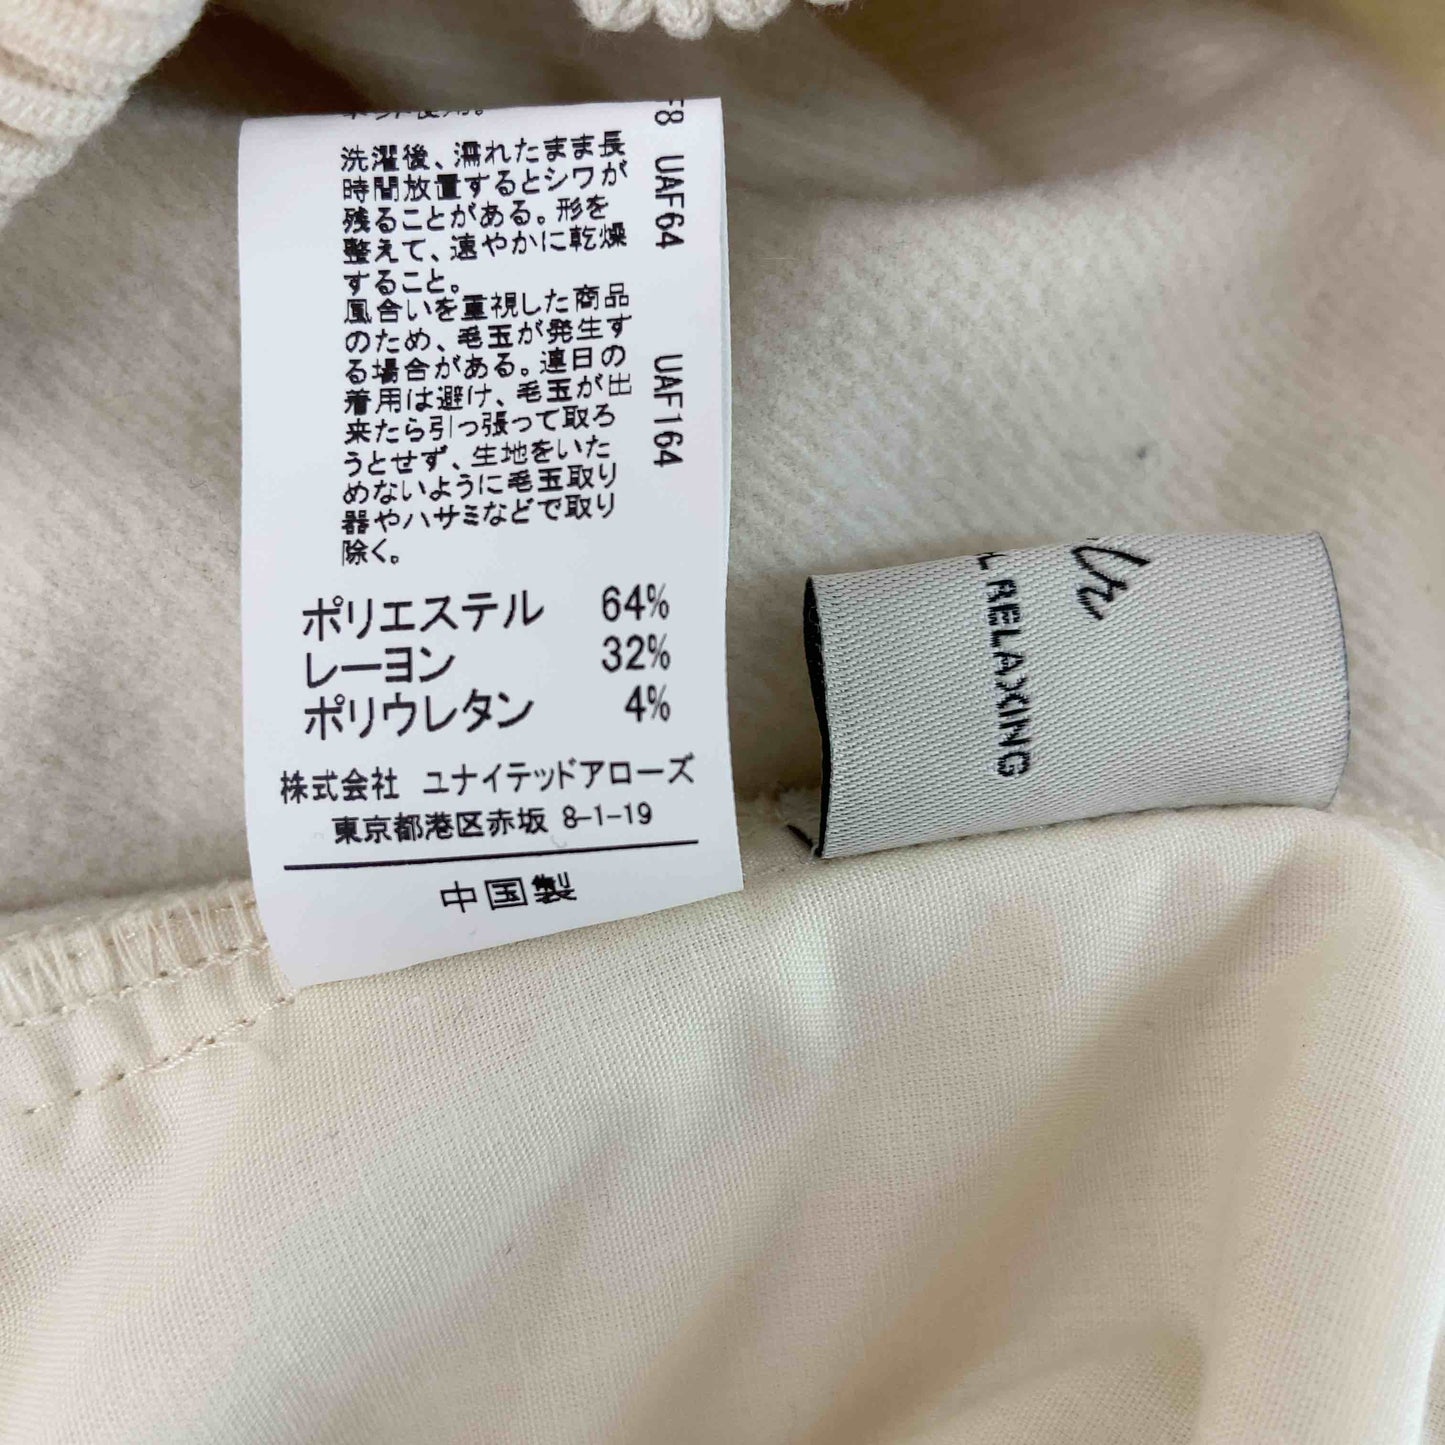 ネット使用。
洗濯後、濡れたまま長
時間放置するとシワが
残ることがある。形を
整えて、速やかに乾燥
すること。
風合いを重視した商品
のため、毛玉が発生す
る場合がある。連日の
着用は避け、毛玉が出
来たら引っ張って取ろ
うとせず、生地をいた
めないように毛玉取り
器やハサミなどで取り
除く。
ポリエステル 64%
レーヨン 32%
ポリウレタン 4%
株式会社 ユナイテッドアローズ
東京都港区赤坂 8-1-19
中国製
F8 UAF64 UAF164
RELAXING